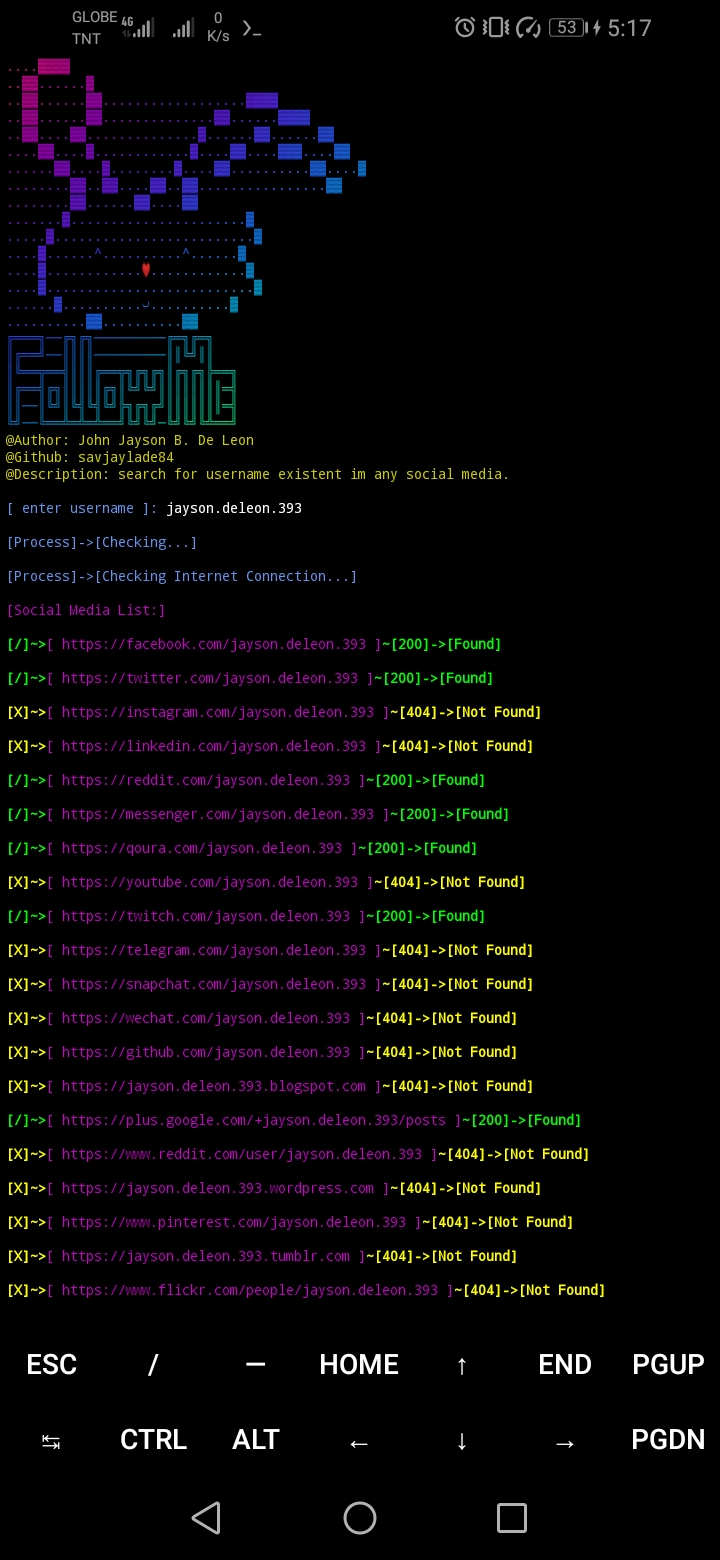 GLOBE 4G 0 53 5:17
TNT K/s
@Author: John Jayson B. De Leon
@Github: savjaylade84
@Description: search for username existent im any social media.
[ enter username ]: jayson.deleon.393
[Process]->[Checking...]
[Process]->[Checking Internet Connection...]
[Social Media List:]
[/]~>[ https://facebook.com/jayson.deleon.393 ]~[200]->[Found]
[/]~>[ https://twitter.com/jayson.deleon.393 ]~[200]->[Found]
[X]~>[ https://instagram.com/jayson.deleon.393 ]~[404]->[Not Found]
[X]~>[ https://linkedin.com/jayson.deleon.393 ]~[404]->[Not Found]
[/]~>[ https://reddit.com/jayson.deleon.393 ]~[200]->[Found]
[/]~>[ https://messenger.com/jayson.deleon.393 ]~[200]->[Found]
[/]~>[ https://qoura.com/jayson.deleon.393 ]~[200]->[Found]
[X]~>[ https://youtube.com/jayson.deleon.393 ]~[404]->[Not Found]
[/]~>[ https://twitch.com/jayson.deleon.393 ]~[200]->[Found]
[X]~>[ https://telegram.com/jayson.deleon.393 ]~[404]->[Not Found]
[X]~>[ https://snapchat.com/jayson.deleon.393 ]~[404]->[Not Found]
[X]~>[ https://wechat.com/jayson.deleon.393 ]~[404]->[Not Found]
[X]~>[ https://github.com/jayson.deleon.393 ]~[404]->[Not Found]
[X]~>[ https://jayson.deleon.393.blogspot.com ]~[404]->[Not Found]
[/]~>[ https://plus.google.com/+jayson.deleon.393/posts ]~[200]->[Found]
[X]~>[ https://www.reddit.com/user/jayson.deleon.393 ]~[404]->[Not Found]
[X]~>[ https://jayson.deleon.393.wordpress.com ]~[404]->[Not Found]
[X]~>[ https://www.pinterest.com/jayson.deleon.393 ]~[404]->[Not Found]
[X]~>[ https://jayson.deleon.393.tumblr.com ]~[404]->[Not Found]
[X]~>[ https://www.flickr.com/people/jayson.deleon.393 ]~[404]->[Not Found]
ESC / — HOME ↑ END PGUP
↹ CTRL ALT ← ↓ → PGDN